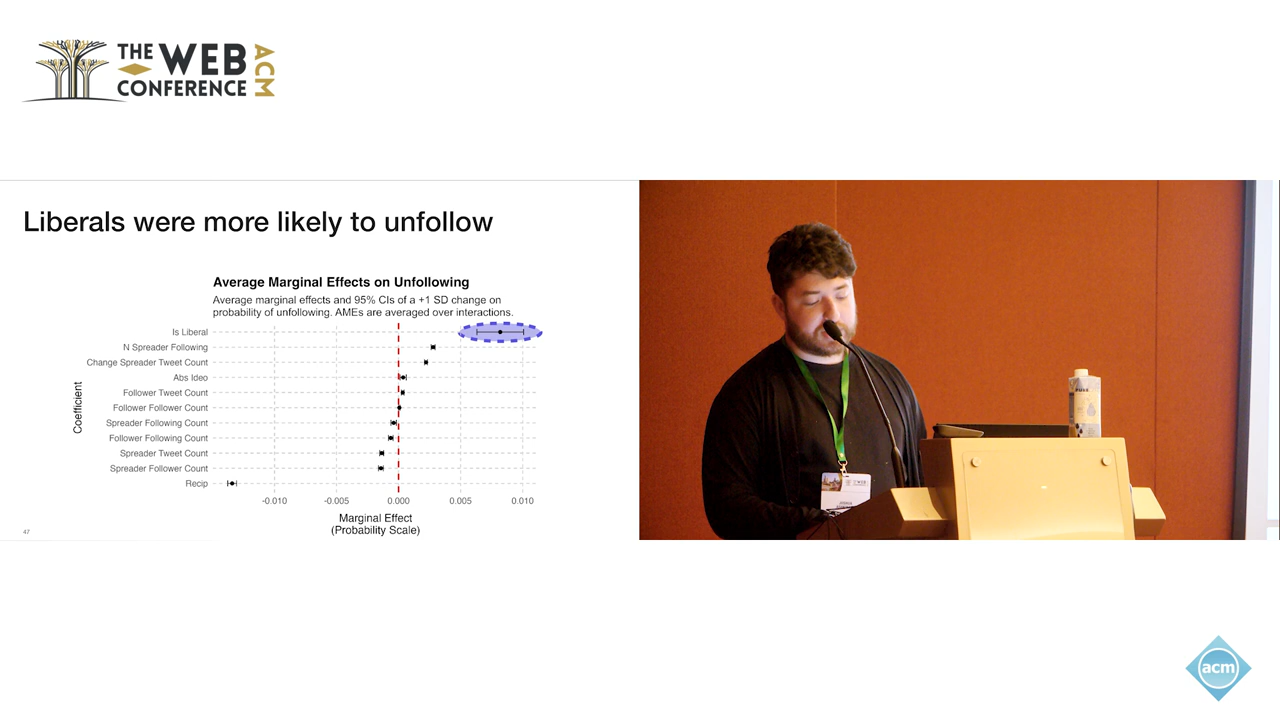 THE WEB
CONFERENCE
ACM
Liberals were more likely to unfollow
Average Marginal Effects on Unfollowing
Average marginal effects and 95% CIs of a +1 SD change on
probability of unfollowing. AMEs are averaged over interactions.
Coefficient
Is Liberal
N Spreader Following
Change Spreader Tweet Count
Abs Ideo
Follower Tweet Count
Follower Follower Count
Spreader Following Count
Follower Following Count
Spreader Tweet Count
Spreader Follower Count
Recip
-0.010 -0.005 0.000 0.005 0.010
Marginal Effect
(Probability Scale)
47
THE WEB
acm